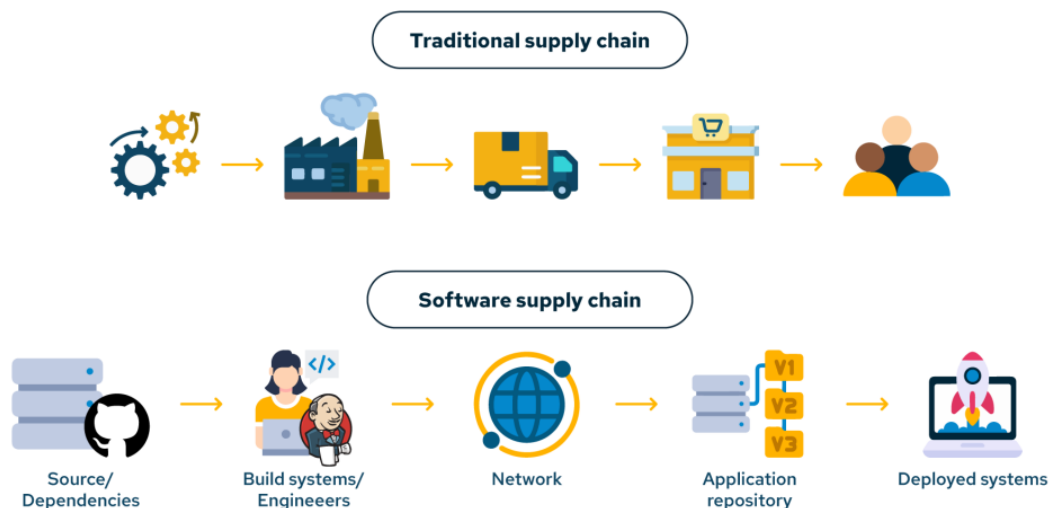 Traditional supply chain
Software supply chain
</>
V1
V2
V3
Source/
Dependencies
Build systems/
Engineeers
Network
Application
repository
Deployed systems